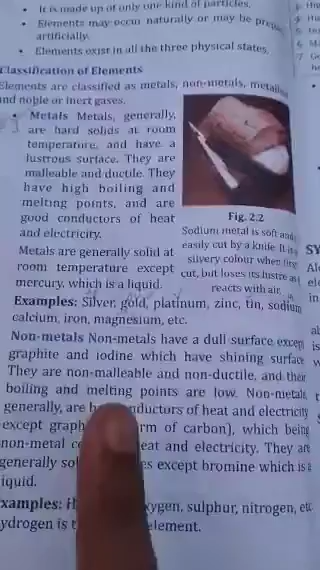 It is made up of only one kind of particles.
Elements may occur naturally or may be
artificially.
Elements exist in all the three physical states.
Classification of Elements
Elements are classified as metals, non-metals,
and noble or inert gases.
Metals Metals, generally,
are hard solids at room
temperature, and have a
lustrous surface. They are
malleable and ductile. They
have high boiling and
melting points, and are
good conductors of heat
and electricity.
Fig. 2.2
Sodium metal is soft and
easily cut by a knife. It is
silvery colour when
cut, but loses its lustre as
reacts with air.
Metals are generally solid at
room temperature except
mercury, which is a liquid.
Examples: Silver, gold, platinum, zinc, tin, sodium
calcium, iron, magnesium, etc.
Non-metals Non-metals have a dull surface, except
graphite and iodine which have shining surface
They are non-malleable and non-ductile, and their
boiling and melting points are low. Non-metals
generally, are nductors of heat and electricity
except graph rm of carbon), which being
non-metal eat and electricity. They are
generally es except bromine which is a
liquid.
xamples: xygen, sulphur, nitrogen, etc
ydrogen is element.